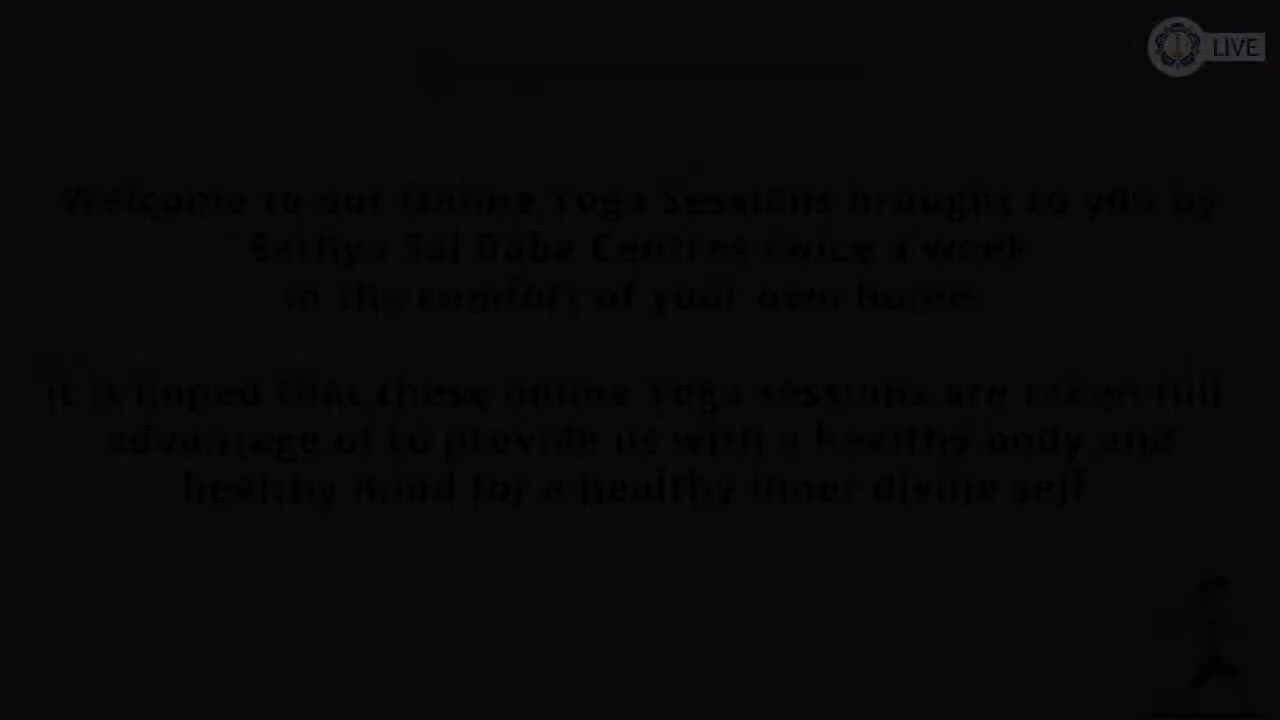 LIVE
Welcome to our Online Yoga Sessions brought to you by
Sathya Sai Baba Centres twice a week
in the comfort of your own home.
It is hoped that these online Yoga sessions are taken full
advantage of to provide us with a healthy body and
healthy mind for a healthy inner divine self